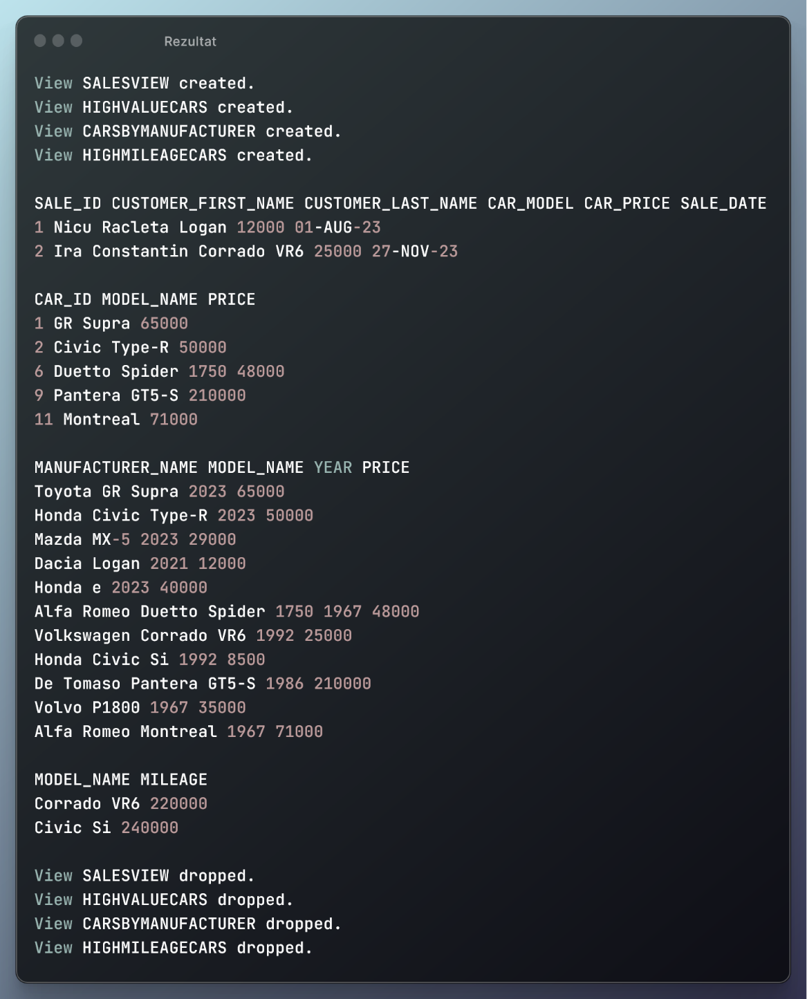 Rezultat
View SALESVIEW created.
View HIGHVALUECARS created.
View CARSBYMANUFACTURER created.
View HIGHMILEAGECARS created.
SALE_ID CUSTOMER_FIRST_NAME CUSTOMER_LAST_NAME CAR_MODEL CAR_PRICE SALE_DATE
1 Nicu Racleta Logan 12000 01-AUG-23
2 Ira Constantin Corrado VR6 25000 27-NOV-23
CAR_ID MODEL_NAME PRICE
1 GR Supra 65000
2 Civic Type-R 50000
6 Duetto Spider 1750 48000
9 Pantera GT5-S 210000
11 Montreal 71000
MANUFACTURER_NAME MODEL_NAME YEAR PRICE
Toyota GR Supra 2023 65000
Honda Civic Type-R 2023 50000
Mazda MX-5 2023 29000
Dacia Logan 2021 12000
Honda e 2023 40000
Alfa Romeo Duetto Spider 1750 1967 48000
Volkswagen Corrado VR6 1992 25000
Honda Civic Si 1992 8500
De Tomaso Pantera GT5-S 1986 210000
Volvo P1800 1967 35000
Alfa Romeo Montreal 1967 71000
MODEL_NAME MILEAGE
Corrado VR6 220000
Civic Si 240000
View SALESVIEW dropped.
View HIGHVALUECARS dropped.
View CARSBYMANUFACTURER dropped.
View HIGHMILEAGECARS dropped.